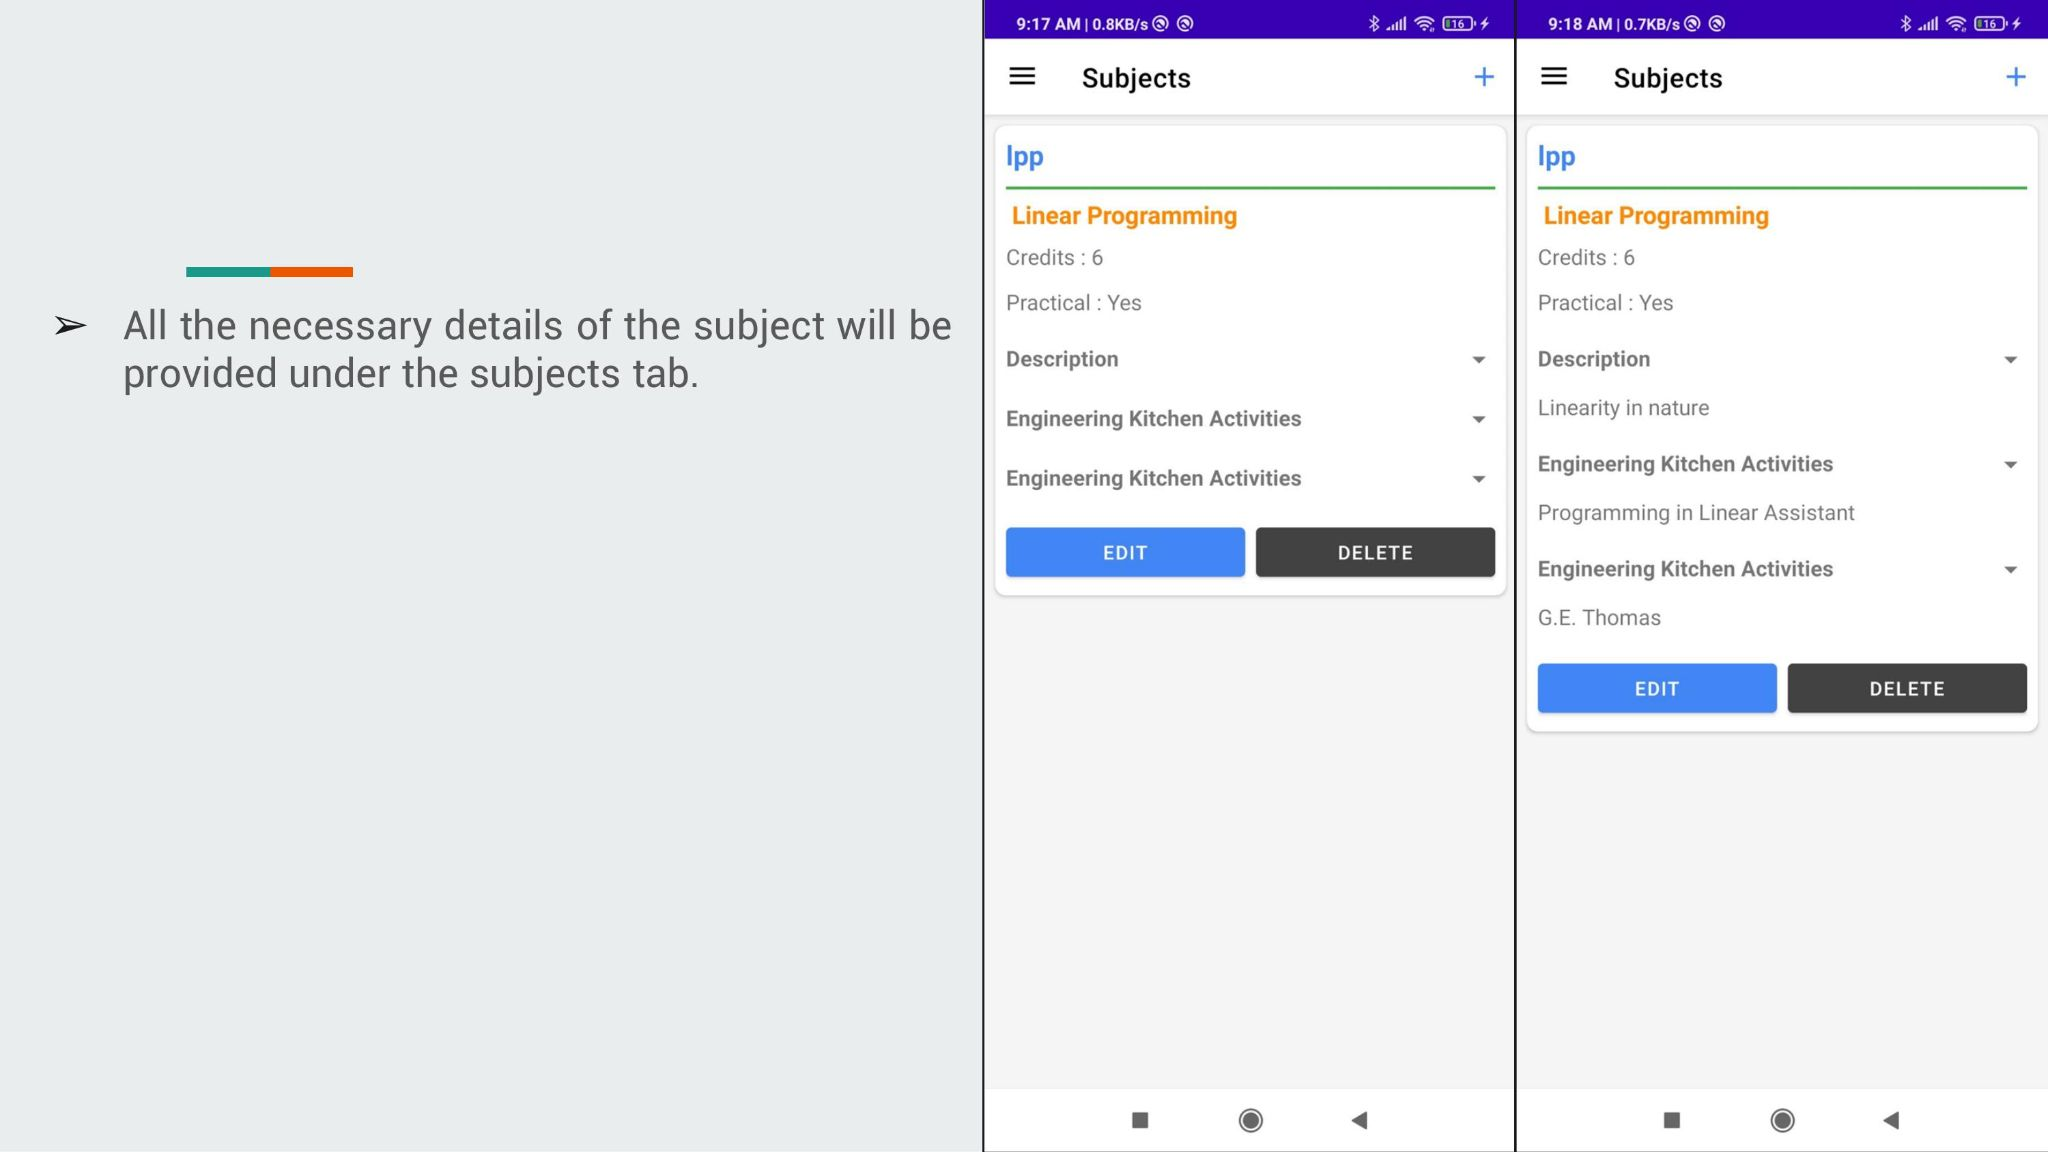 ➢ All the necessary details of the subject will be
provided under the subjects tab.
9:17 AM | 0.8KB/s
16
Subjects
+
lpp
Linear Programming
Credits : 6
Practical : Yes
Description
Engineering Kitchen Activities
Engineering Kitchen Activities
EDIT
DELETE
9:18 AM | 0.7KB/s
16
Subjects
+
lpp
Linear Programming
Credits : 6
Practical : Yes
Description
Linearity in nature
Engineering Kitchen Activities
Programming in Linear Assistant
Engineering Kitchen Activities
G.E. Thomas
EDIT
DELETE